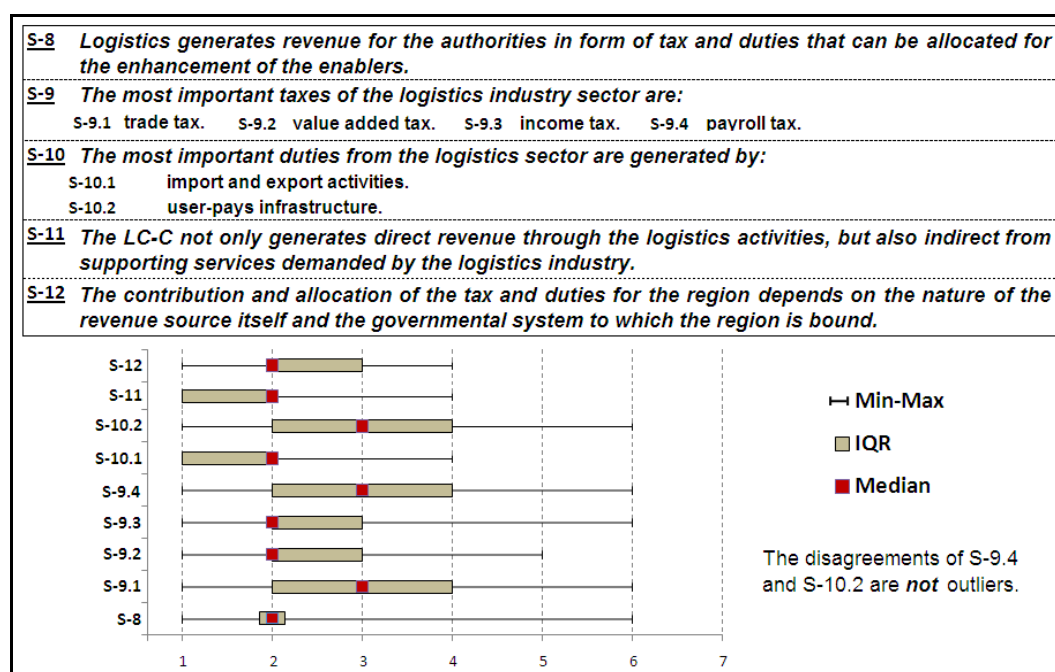 S-8 Logistics generates revenue for the authorities in form of tax and duties that can be allocated for
the enhancement of the enablers.
S-9 The most important taxes of the logistics industry sector are:
S-9.1 trade tax. S-9.2 value added tax. S-9.3 income tax. S-9.4 payroll tax.
S-10 The most important duties from the logistics sector are generated by:
S-10.1 import and export activities.
S-10.2 user-pays infrastructure.
S-11 The LC-C not only generates direct revenue through the logistics activities, but also indirect from
supporting services demanded by the logistics industry.
S-12 The contribution and allocation of the tax and duties for the region depends on the nature of the
revenue source itself and the governmental system to which the region is bound.
S-12
S-11
S-10.2
S-10.1
S-9.4
S-9.3
S-9.2
S-9.1
S-8
1 2 3 4 5 6 7
Min-Max
IQR
Median
The disagreements of S-9.4
and S-10.2 are not outliers.